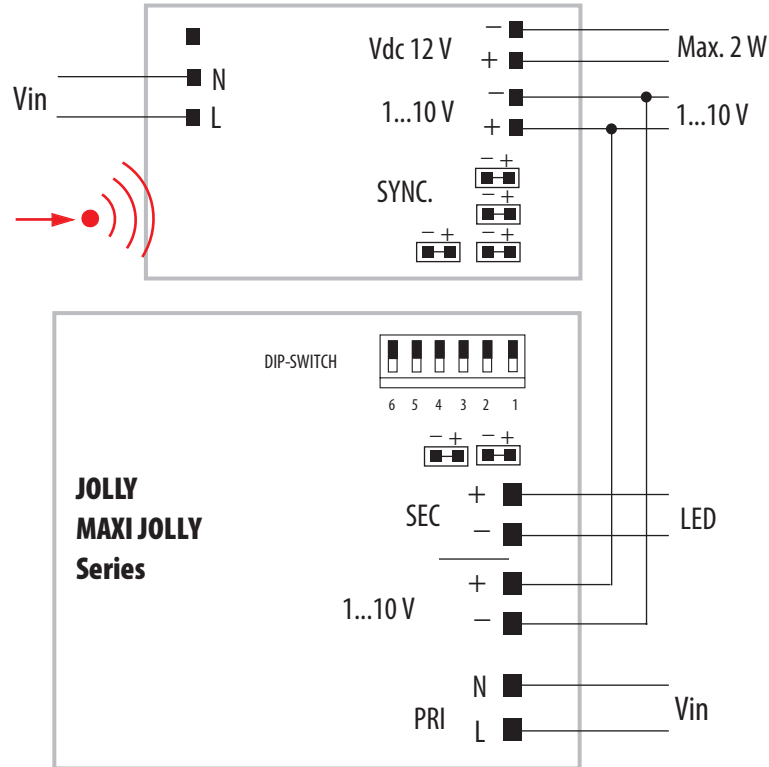 Vdc 12 V
−
+
Max. 2 W
Vin
N
L
1...10 V
−
+
1...10 V
SYNC.
− +
− +
− +
− +
DIP-SWITCH
6 5 4 3 2 1
− +
− +
JOLLY
MAXI JOLLY
Series
SEC
+
−
LED
1...10 V
+
−
PRI
N
L
Vin